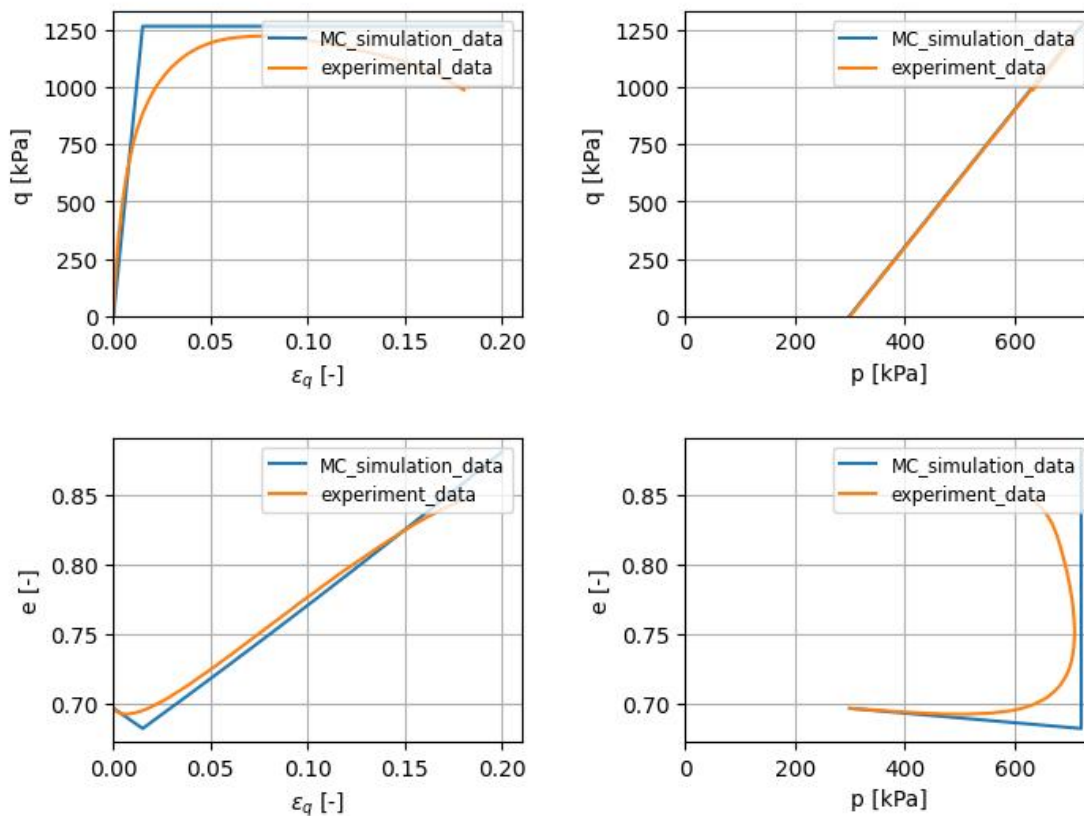 1250
1000
750
500
250
0
q [kPa]
MC_simulation_data
experimental_data
0.00 0.05 0.10 0.15 0.20
ε_q [-]
1250
1000
750
500
250
0
q [kPa]
MC_simulation_data
experiment_data
0 200 400 600
p [kPa]
0.85
0.80
0.75
0.70
e [-]
MC_simulation_data
experiment_data
0.00 0.05 0.10 0.15 0.20
ε_q [-]
0.85
0.80
0.75
0.70
e [-]
MC_simulation_data
experiment_data
0 200 400 600
p [kPa]